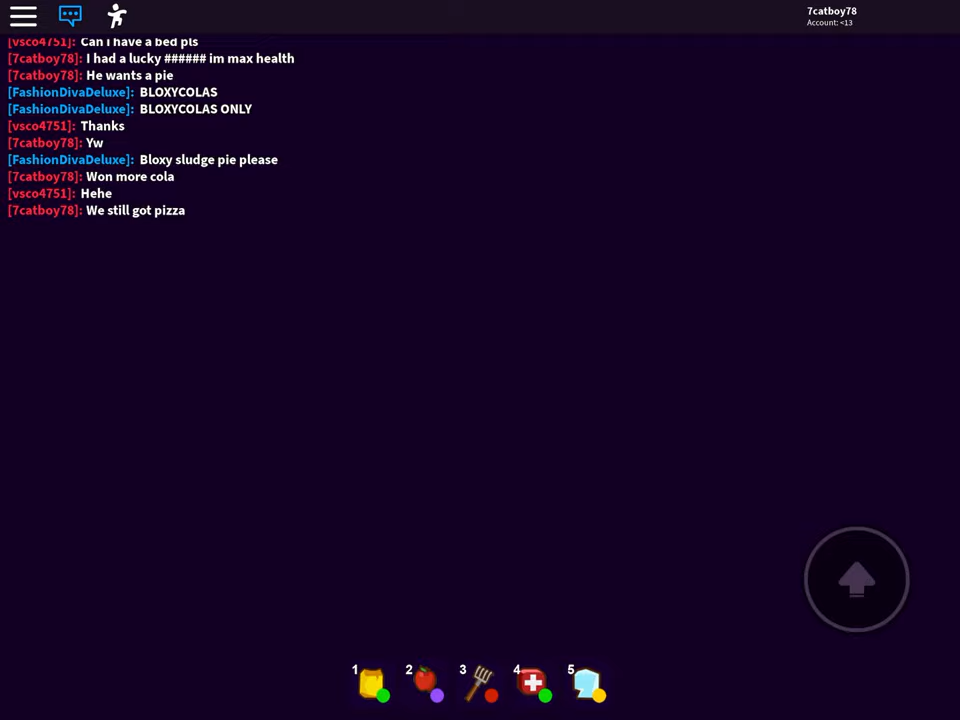 7catboy78
Account: <13
[vsco4751]: Can I have a bed pls
[7catboy78]: I had a lucky ###### im max health
[7catboy78]: He wants a pie
[FashionDivaDeluxe]: BLOXYCOLAS
[FashionDivaDeluxe]: BLOXYCOLAS ONLY
[vsco4751]: Thanks
[7catboy78]: Yw
[FashionDivaDeluxe]: Bloxy sludge pie please
[7catboy78]: Won more cola
[vsco4751]: Hehe
[7catboy78]: We still got pizza
1 2 3 4 5